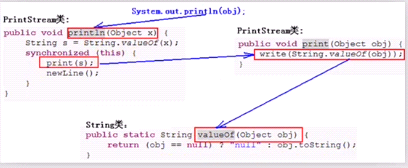 System.out.println(obj);
PrintStream类:
public void println(Object x) {
String s = String.valueOf(x);
synchronized (this) {
print(s);
newLine();
}
}
PrintStream类:
public void print(Object obj) {
write(String.valueOf(obj));
}
String类:
public static String valueOf(Object obj) {
return (obj == null) ? "null" : obj.toString();
}